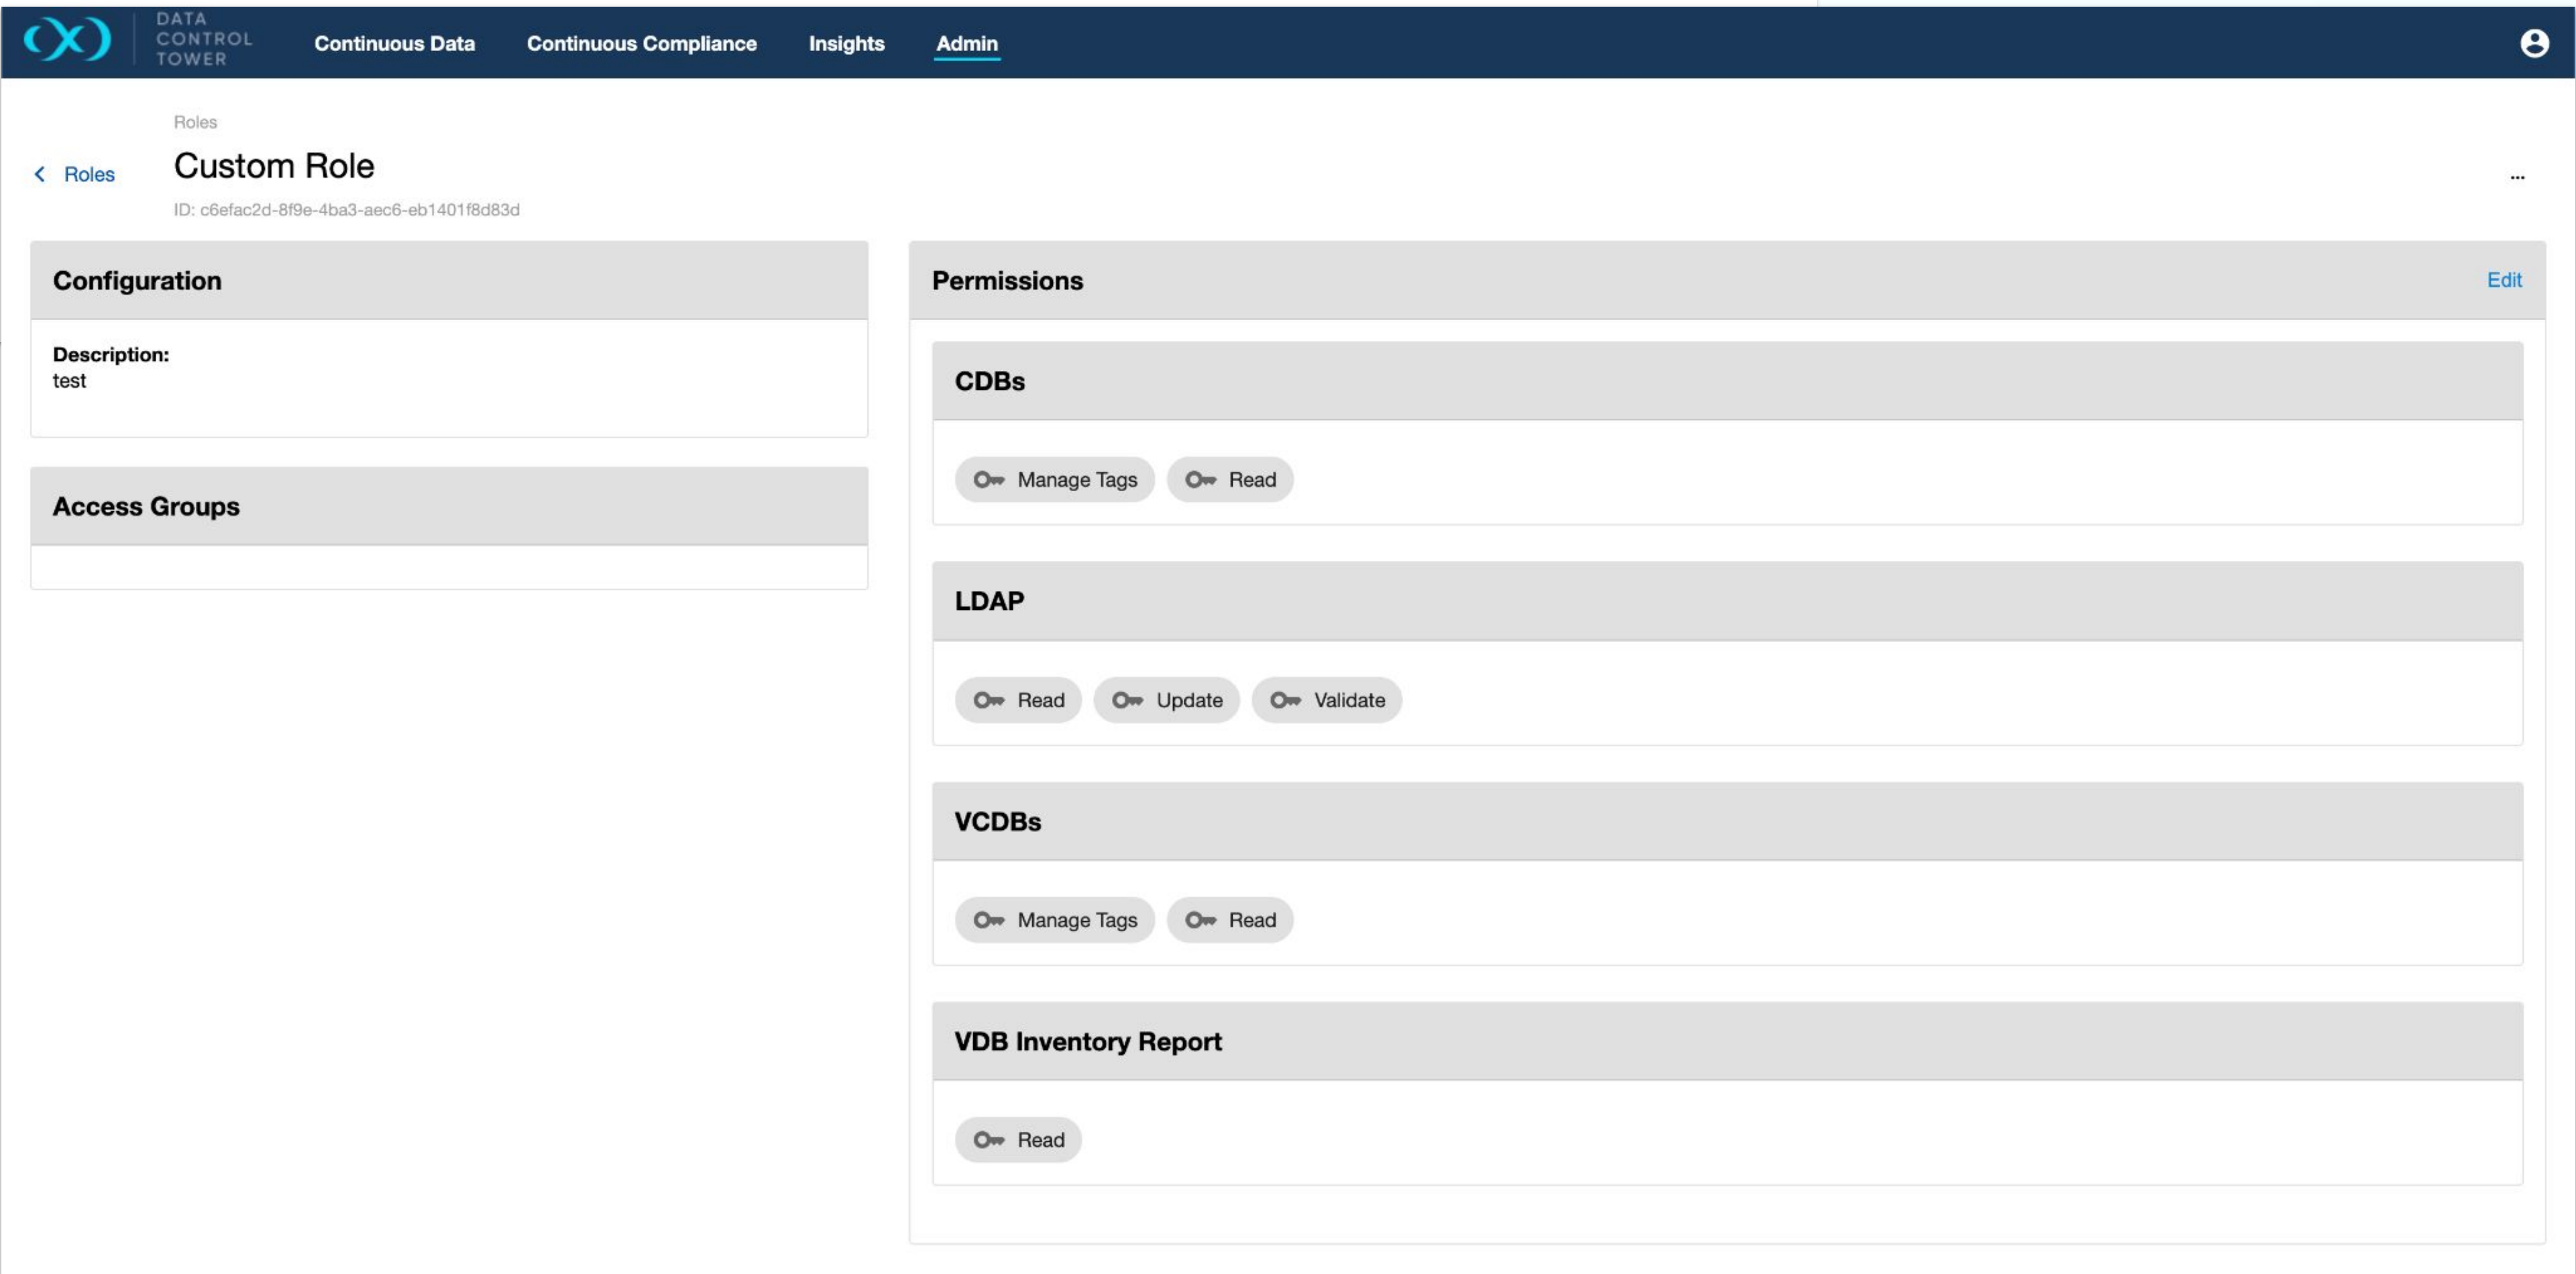 DATA
CONTROL
TOWER
Continuous Data Continuous Compliance Insights Admin
Roles
Roles
Custom Role
...
ID: c6efac2d-8f9e-4ba3-aec6-eb1401f8d83d
Configuration
Description:
test
Access Groups
Permissions
Edit
CDBs
Manage Tags Read
LDAP
Read Update Validate
VCDBs
Manage Tags Read
VDB Inventory Report
Read